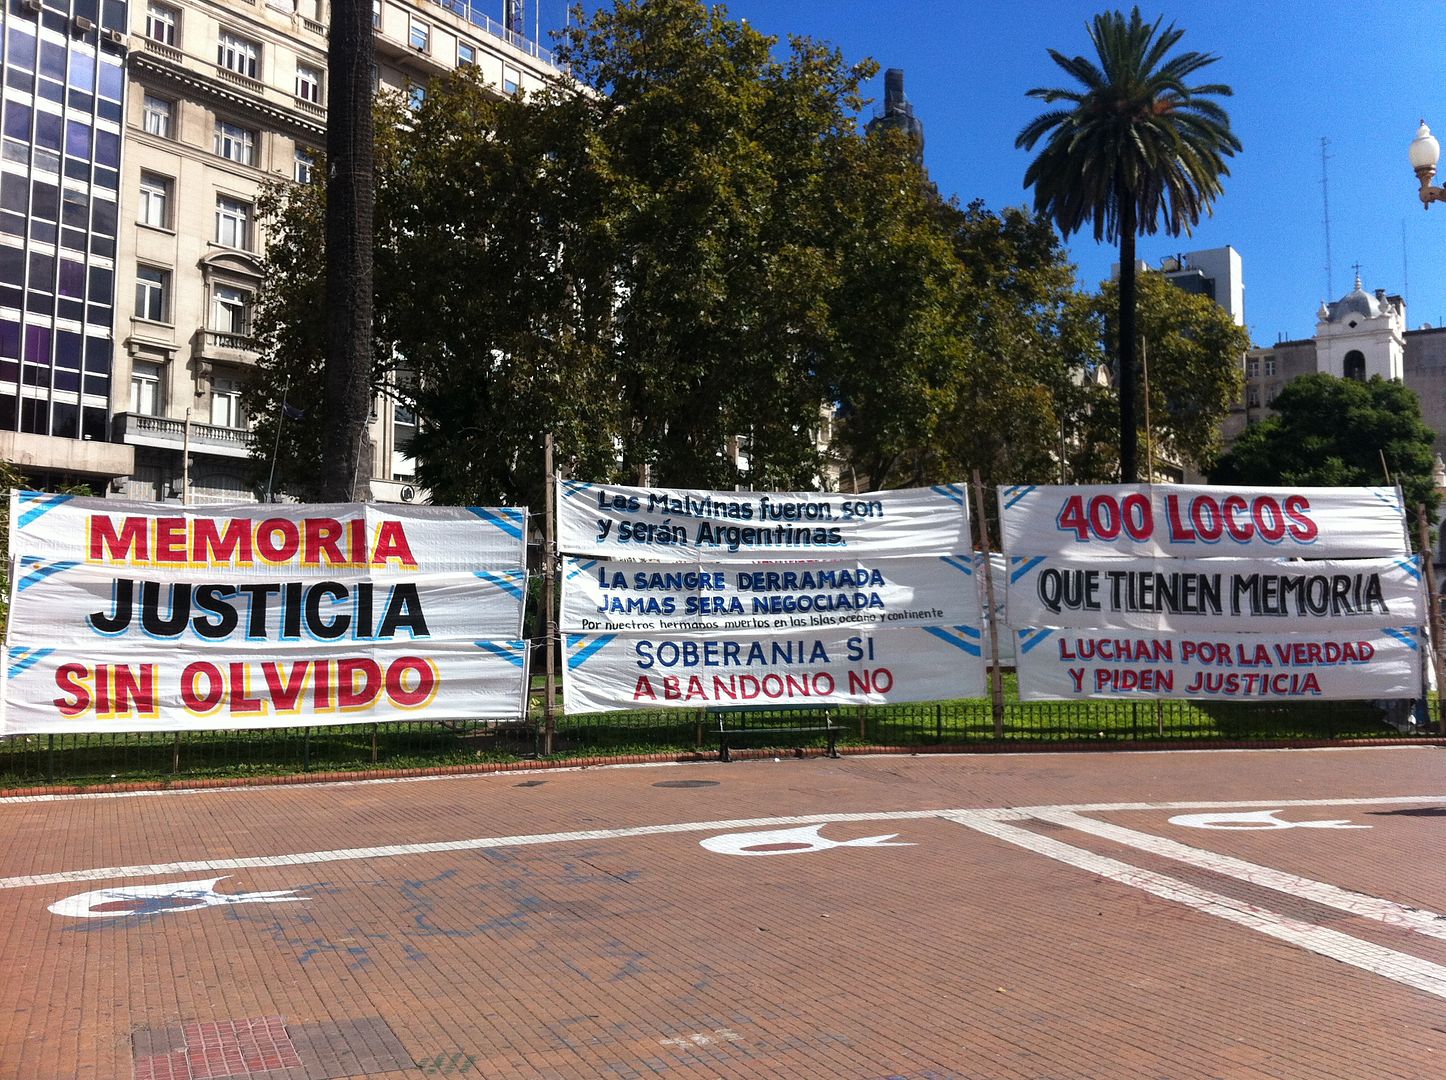 MEMORIA
JUSTICIA
SIN OLVIDO
Las Malvinas fueron, son
y serán Argentinas.
LA SANGRE DERRAMADA
JAMAS SERA NEGOCIADA
Por nuestros hermanos muertos en las Islas, oceano y continente
SOBERANIA SI
ABANDONO NO
400 LOCOS
QUE TIENEN MEMORIA
LUCHAN POR LA VERDAD
Y PIDEN JUSTICIA